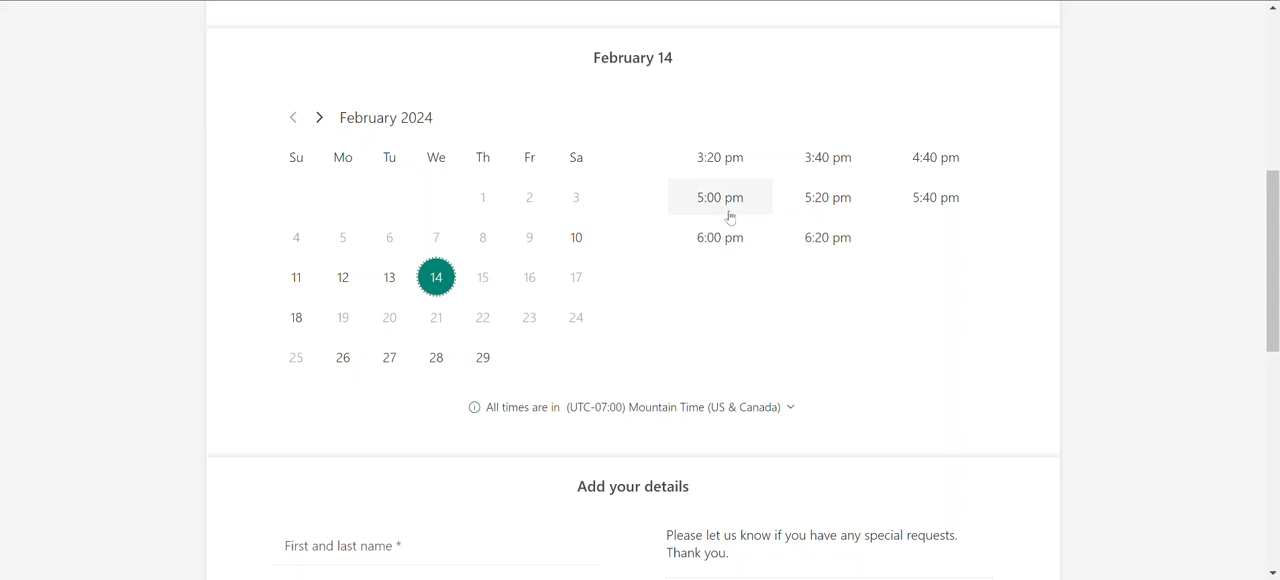 February 14
February 2024
Su Mo Tu We Th Fr Sa
1 2 3
4 5 6 7 8 9 10
11 12 13 14 15 16 17
18 19 20 21 22 23 24
25 26 27 28 29
3:20 pm 3:40 pm 4:40 pm
5:00 pm 5:20 pm 5:40 pm
6:00 pm 6:20 pm
All times are in (UTC-07:00) Mountain Time (US & Canada)
Add your details
First and last name *
Please let us know if you have any special requests.
Thank you.